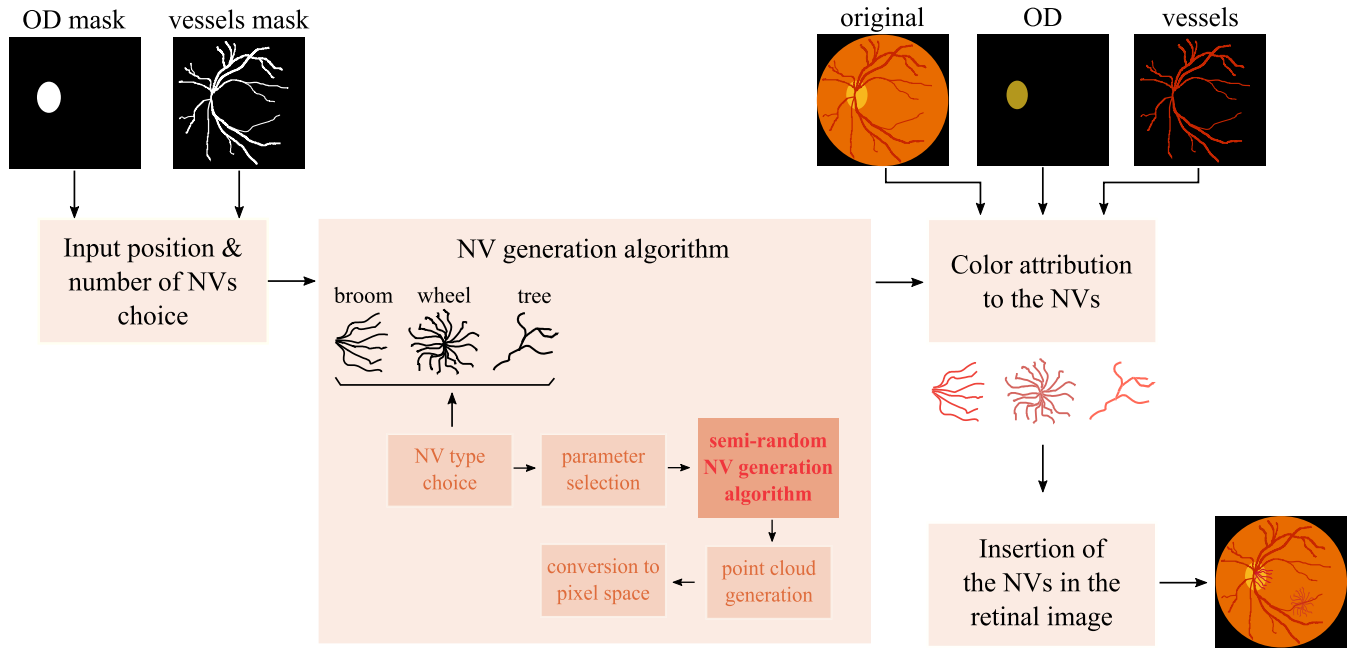 OD mask
vessels mask
original
OD
vessels
Input position &
number of NVs
choice
NV generation algorithm
broom
wheel
tree
NV type
choice
parameter
selection
semi-random
NV generation
algorithm
conversion to
pixel space
point cloud
generation
Color attribution
to the NVs
Insertion of
the NVs in the
retinal image